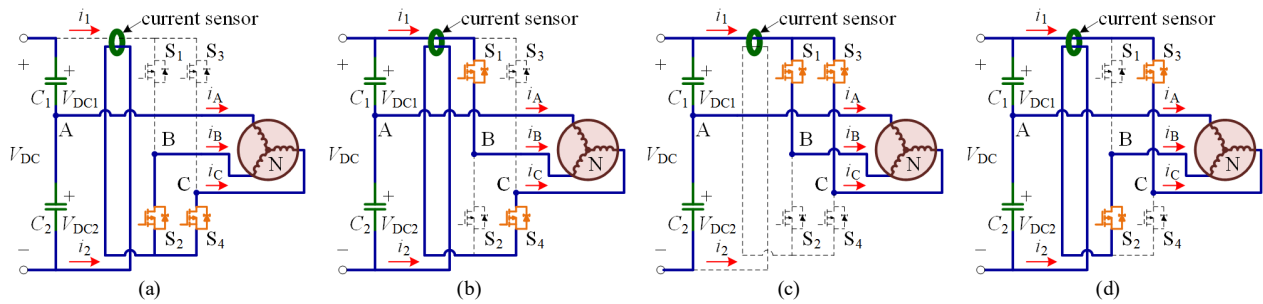 i1 current sensor
+ S1 S3
+
C1 VDC1 iA
A
B iB
VDC N
C iC
+
C2 VDC2
− i2 S2 S4
(a)
i1 current sensor
+ S1 S3
+
C1 VDC1 iA
A
B iB
VDC N
C iC
+
C2 VDC2
− i2 S2 S4
(b)
i1 current sensor
+ S1 S3
+
C1 VDC1 iA
A
B iB
VDC N
C iC
+
C2 VDC2
− i2 S2 S4
(c)
i1 current sensor
+ S1 S3
+
C1 VDC1 iA
A
B iB
VDC N
C iC
+
C2 VDC2
− i2 S2 S4
(d)